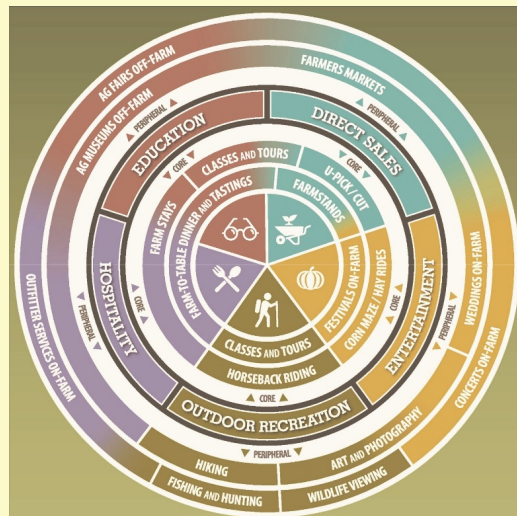 AG FAIRS OFF-FARM
AG MUSEUMS OFF-FARM
PERIPHERAL
EDUCATION
CORE
CLASSES AND TOURS
FARM-TO-TABLE DINNER AND TASTINGS
FARMERS MARKETS
PERIPHERAL
DIRECT SALES
CORE
U-PICK / CUT
FARMSTANDS
WEDDINGS ON-FARM
CONCERTS ON-FARM
PERIPHERAL
ENTERTAINMENT
CORE
CORN MAZE / HAY RIDES
FESTIVALS ON-FARM
CLASSES AND TOURS
HORSEBACK RIDING
CORE
OUTDOOR RECREATION
PERIPHERAL
HIKING
ART AND PHOTOGRAPHY
FISHING AND HUNTING
WILDLIFE VIEWING
FARM STAYS
CORE
HOSPITALITY
PERIPHERAL
OUTFITTER SERVICES ON-FARM